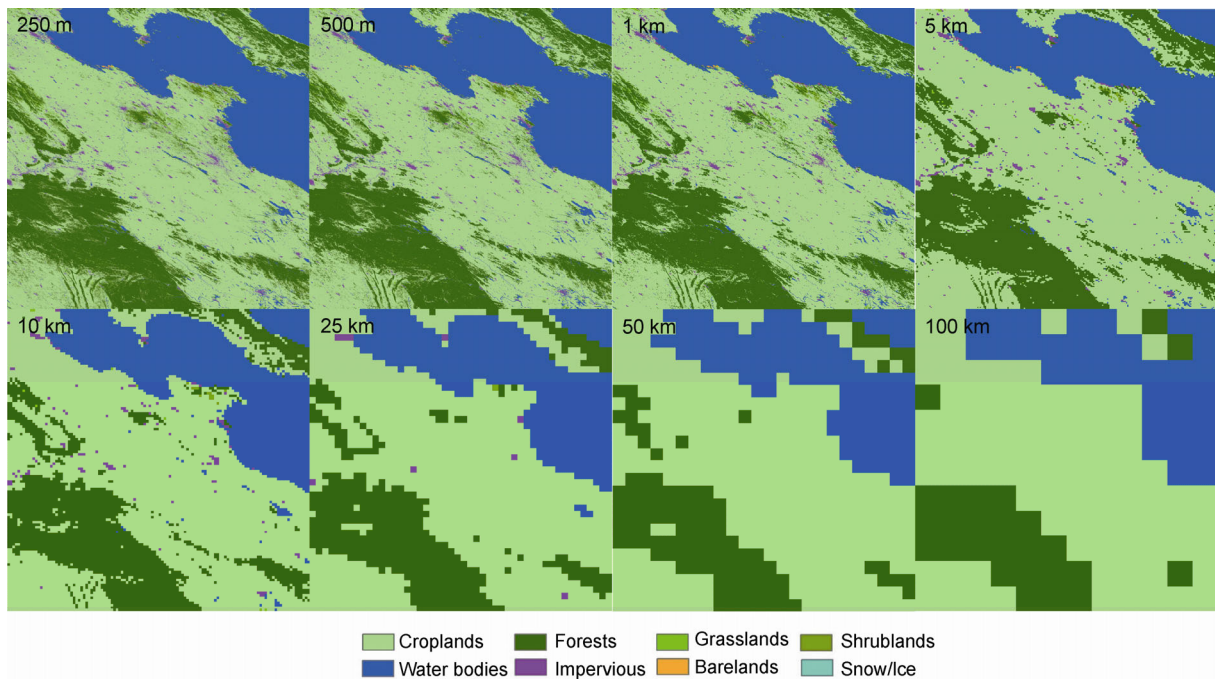 250 m 500 m 1 km 5 km
10 km 25 km 50 km 100 km
Croplands Forests Grasslands Shrublands
Water bodies Impervious Barelands Snow/Ice